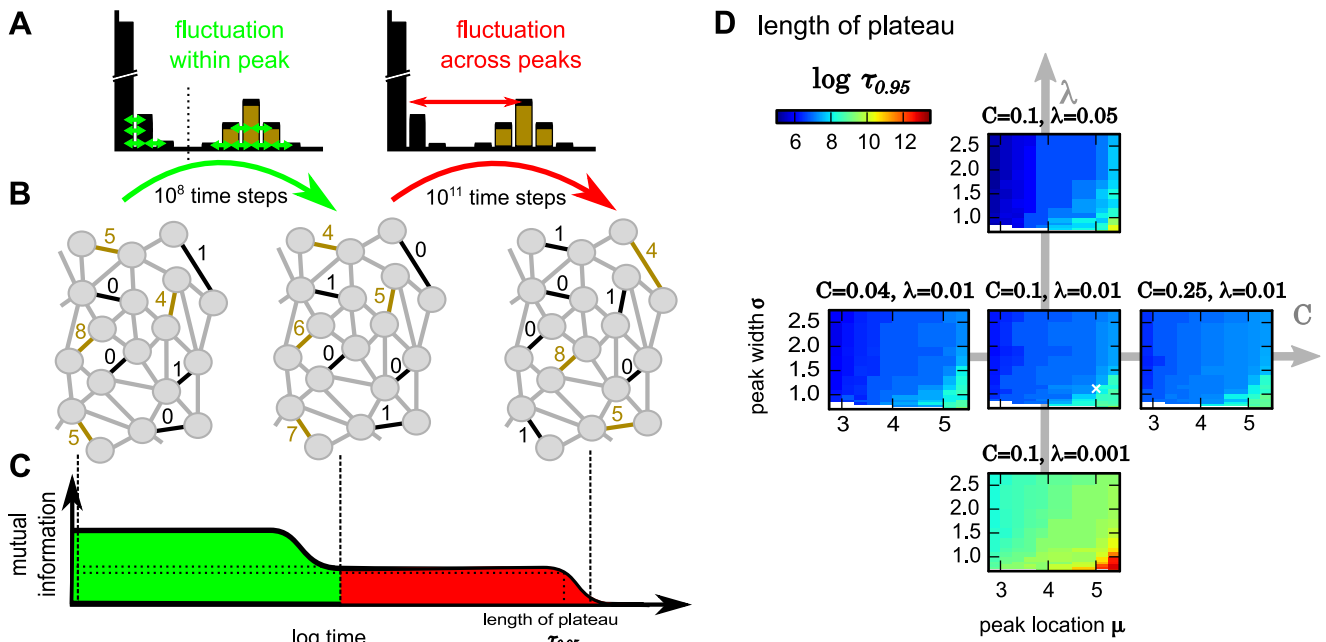 A
fluctuation
within peak
fluctuation
across peaks
B
10⁸ time steps
10¹¹ time steps
5
1
0
4
8
0
1
0
5
4
0
1
5
6
0
0
1
7
1
4
0
1
0
8
0
5
1
C
mutual
information
log time
length of plateau
τ0.95
D length of plateau
log τ0.95
6 8 10 12
λ
C=0.1, λ=0.05
2.5
2.0
1.5
1.0
C=0.04, λ=0.01
C=0.1, λ=0.01
C=0.25, λ=0.01
C
peak width σ
2.5
2.0
1.5
1.0
3 4 5
3 4 5
3 4 5
C=0.1, λ=0.001
2.5
2.0
1.5
1.0
3 4 5
peak location μ